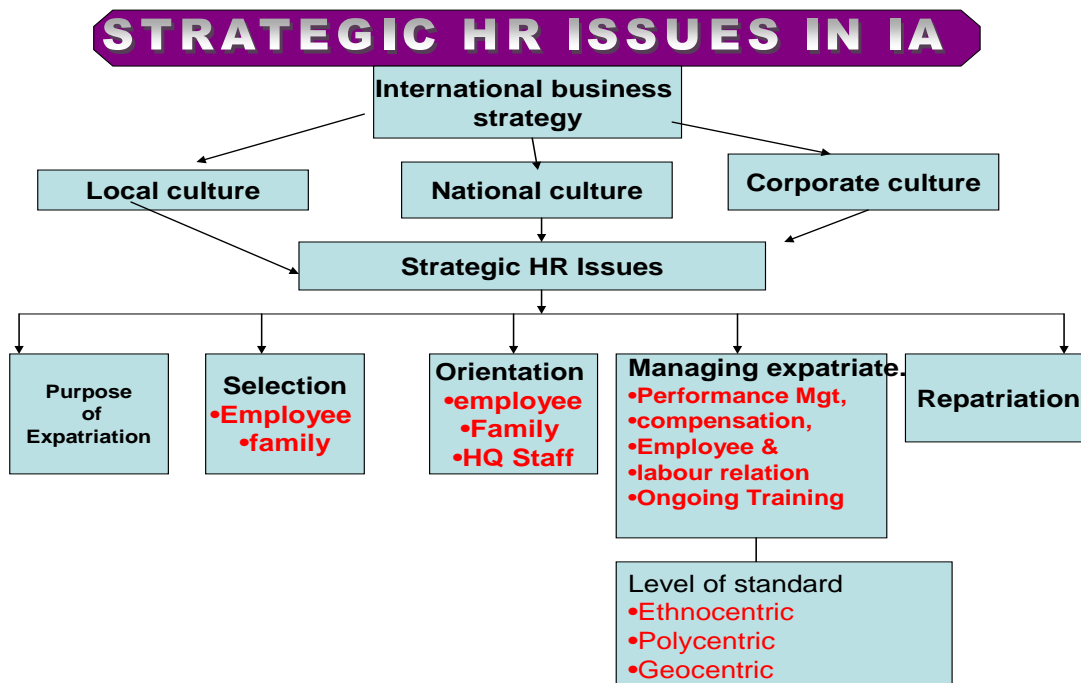 STRATEGIC HR ISSUES IN IA
International business
strategy
Local culture
National culture
Corporate culture
Strategic HR Issues
Purpose
of
Expatriation
Selection
•Employee
•family
Orientation
•employee
•Family
•HQ Staff
Managing expatriate.
•Performance Mgt,
•compensation,
•Employee &
•labour relation
•Ongoing Training
Repatriation
Level of standard
•Ethnocentric
•Polycentric
•Geocentric